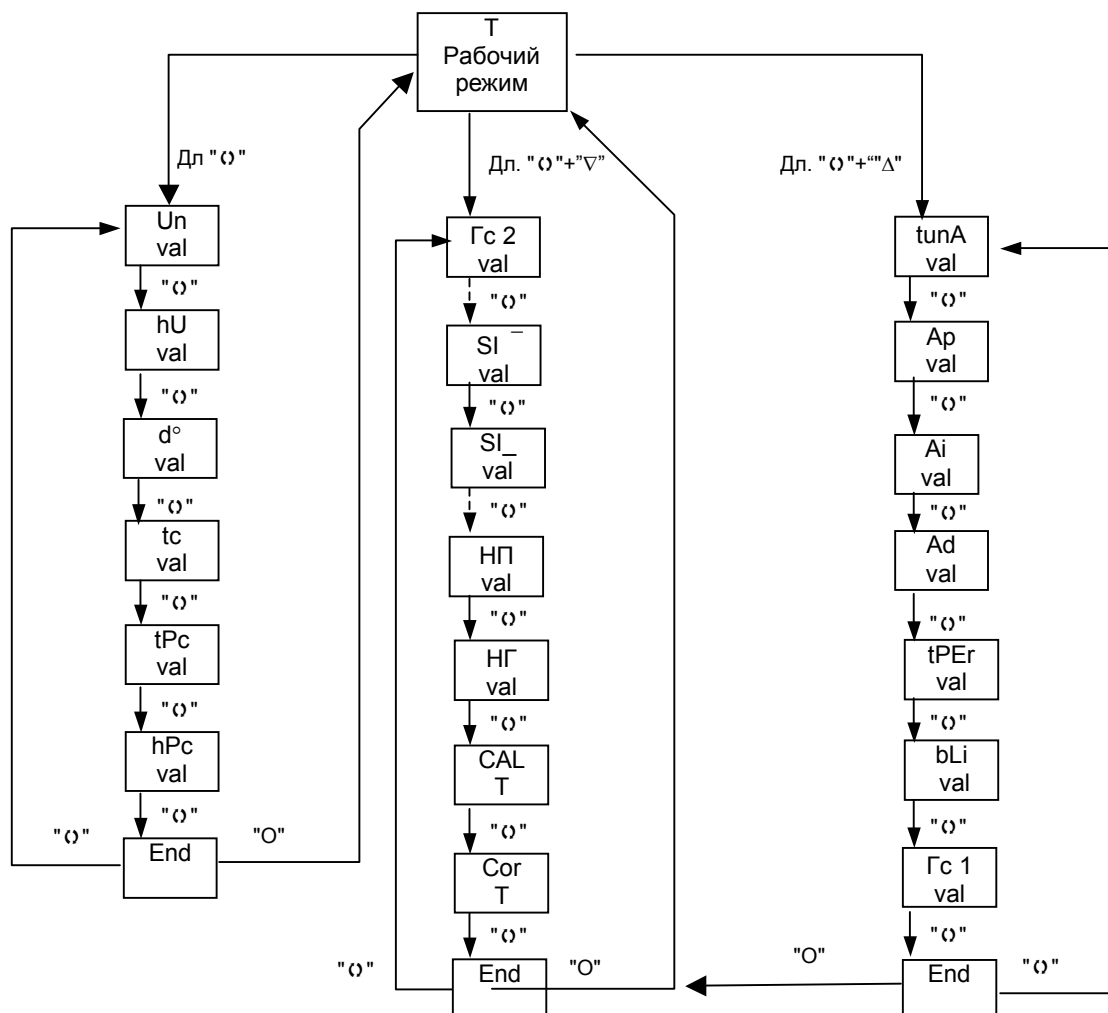 Т
Рабочий
режим
Дл "🗘"
Дл. "🗘"+”∇”
Дл. "🗘"+“"Δ"
Un
val
"🗘"
hU
val
"🗘"
d°
val
"🗘"
tc
val
"🗘"
tPc
val
"🗘"
hPc
val
"🗘"
End
"🗘"
"O"
Гс 2
val
"🗘"
SI ¯
val
"🗘"
SI_
val
"🗘"
НП
val
"🗘"
НГ
val
"🗘"
CAL
T
"🗘"
Cor
T
"🗘"
End
"🗘"
"O"
tunA
val
"🗘"
Ap
val
"🗘"
Ai
val
"🗘"
Ad
val
"🗘"
tPEr
val
"🗘"
bLi
val
"🗘"
Гс 1
val
"🗘"
End
"O"
"🗘"